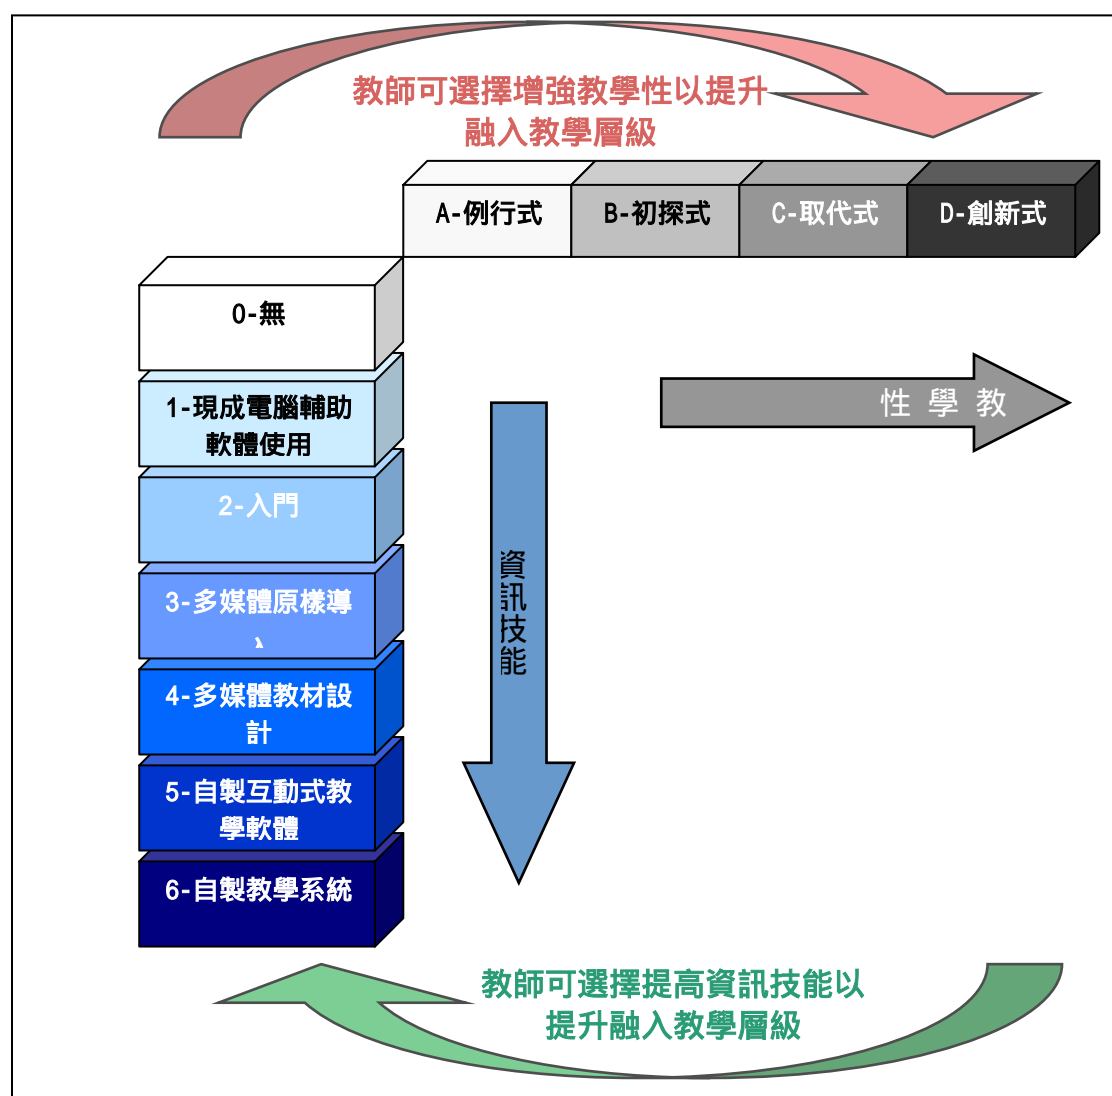 教師可選擇增強教學性以提升
融入教學層級
A-例行式
B-初探式
C-取代式
D-創新式
0-無
1-現成電腦輔助
軟體使用
2-入門
3-多媒體原樣導
4-多媒體教材設
計
5-自製互動式教
學軟體
6-自製教學系統
性學教
資訊技能
教師可選擇提高資訊技能以
提升融入教學層級